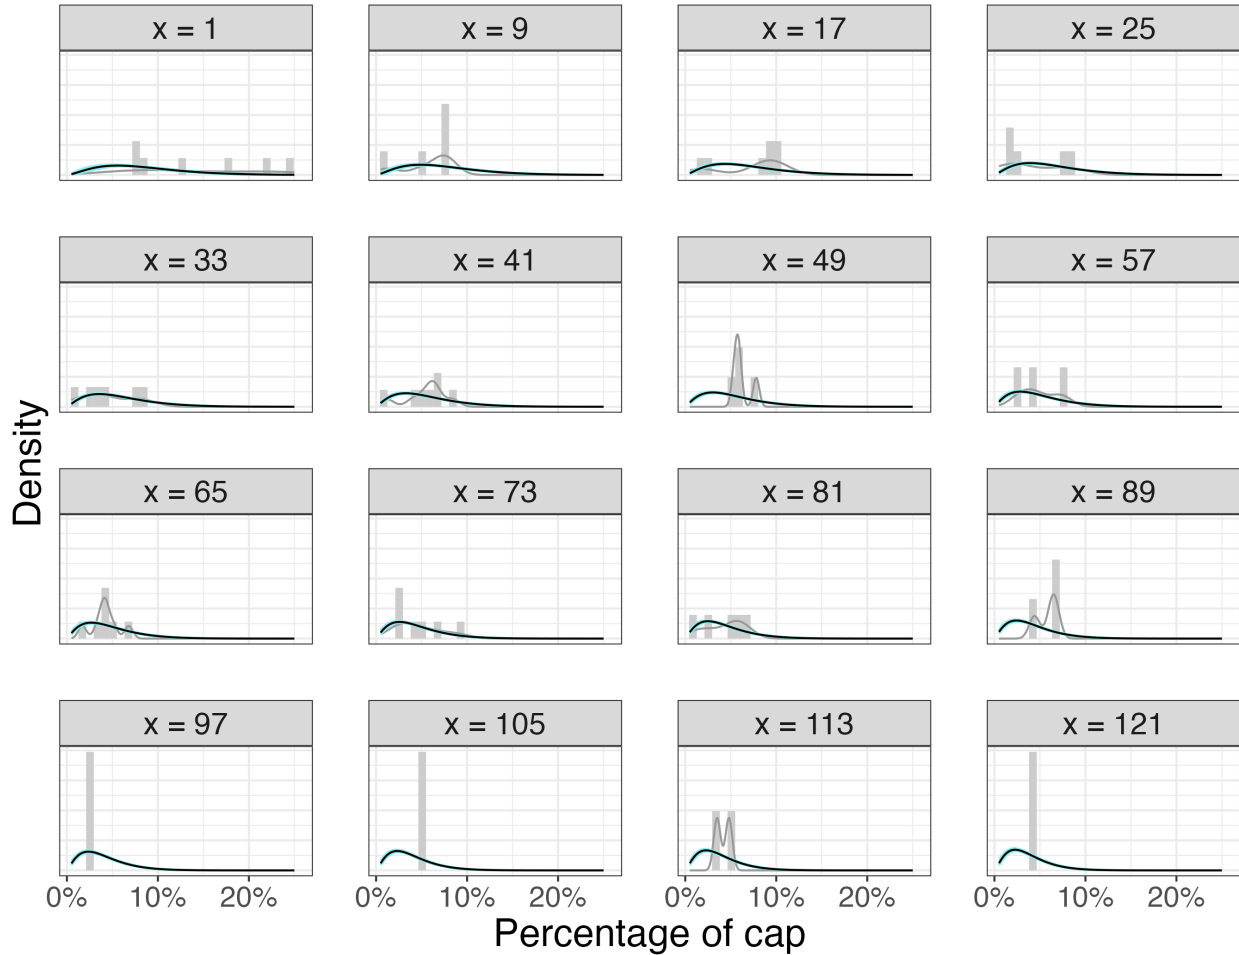 x = 1
x = 9
x = 17
x = 25
x = 33
x = 41
x = 49
x = 57
x = 65
x = 73
x = 81
x = 89
x = 97
x = 105
x = 113
x = 121
0% 10% 20% 0% 10% 20% 0% 10% 20% 0% 10% 20%
Percentage of cap
Density